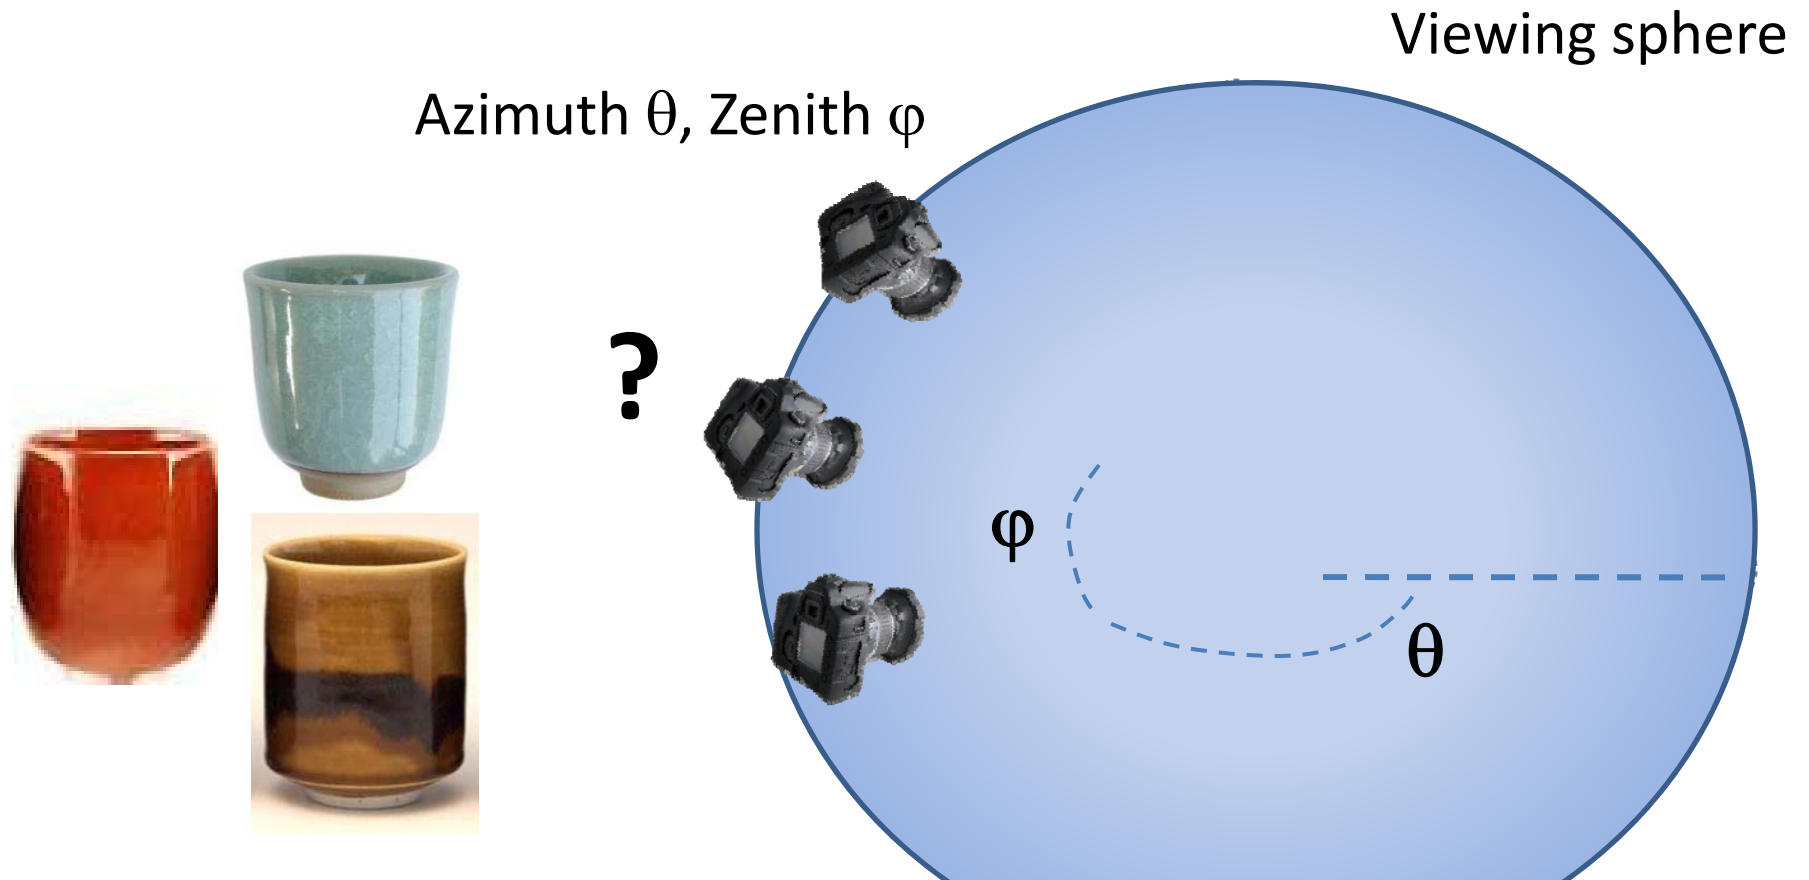 Viewing sphere
Azimuth θ, Zenith φ
?
φ
θ